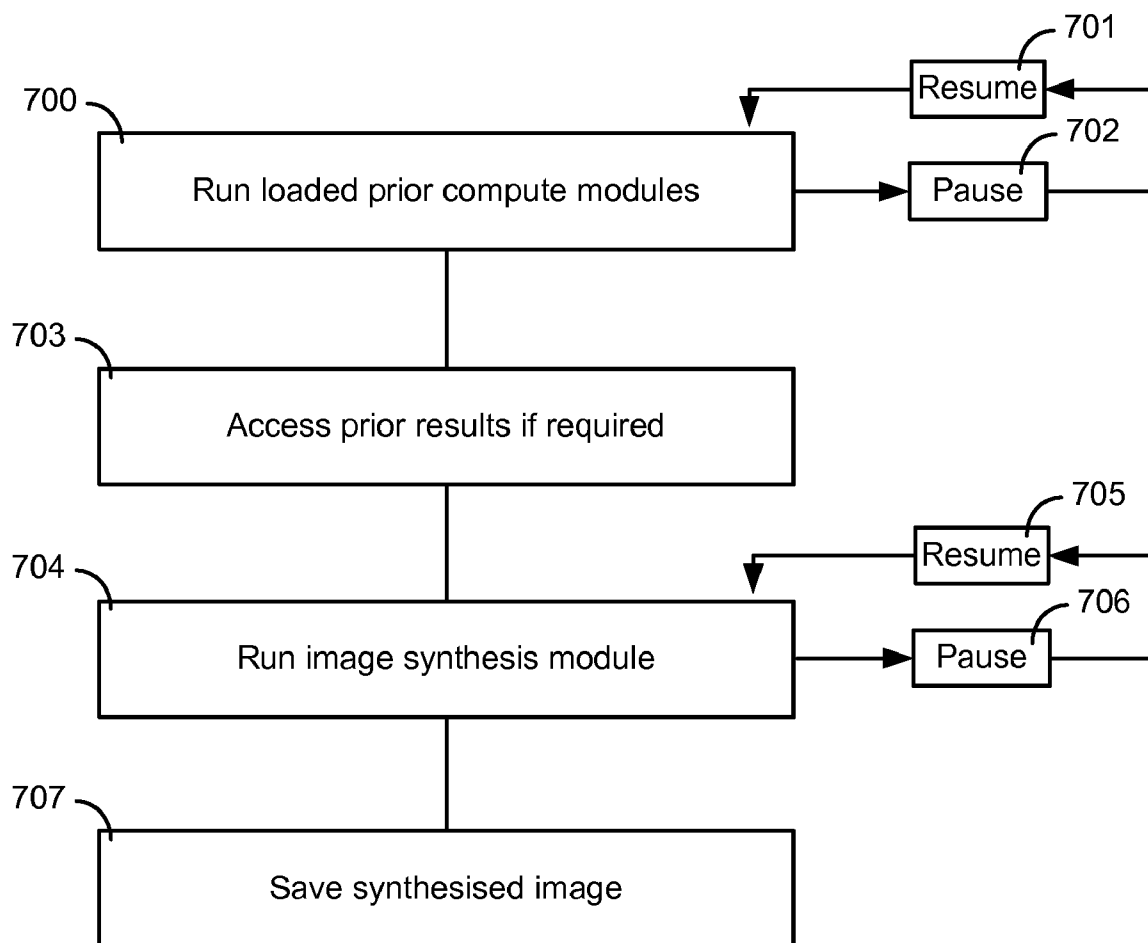 701
700
Resume
702
Run loaded prior compute modules
Pause
703
Access prior results if required
705
704
Resume
706
Run image synthesis module
Pause
707
Save synthesised image